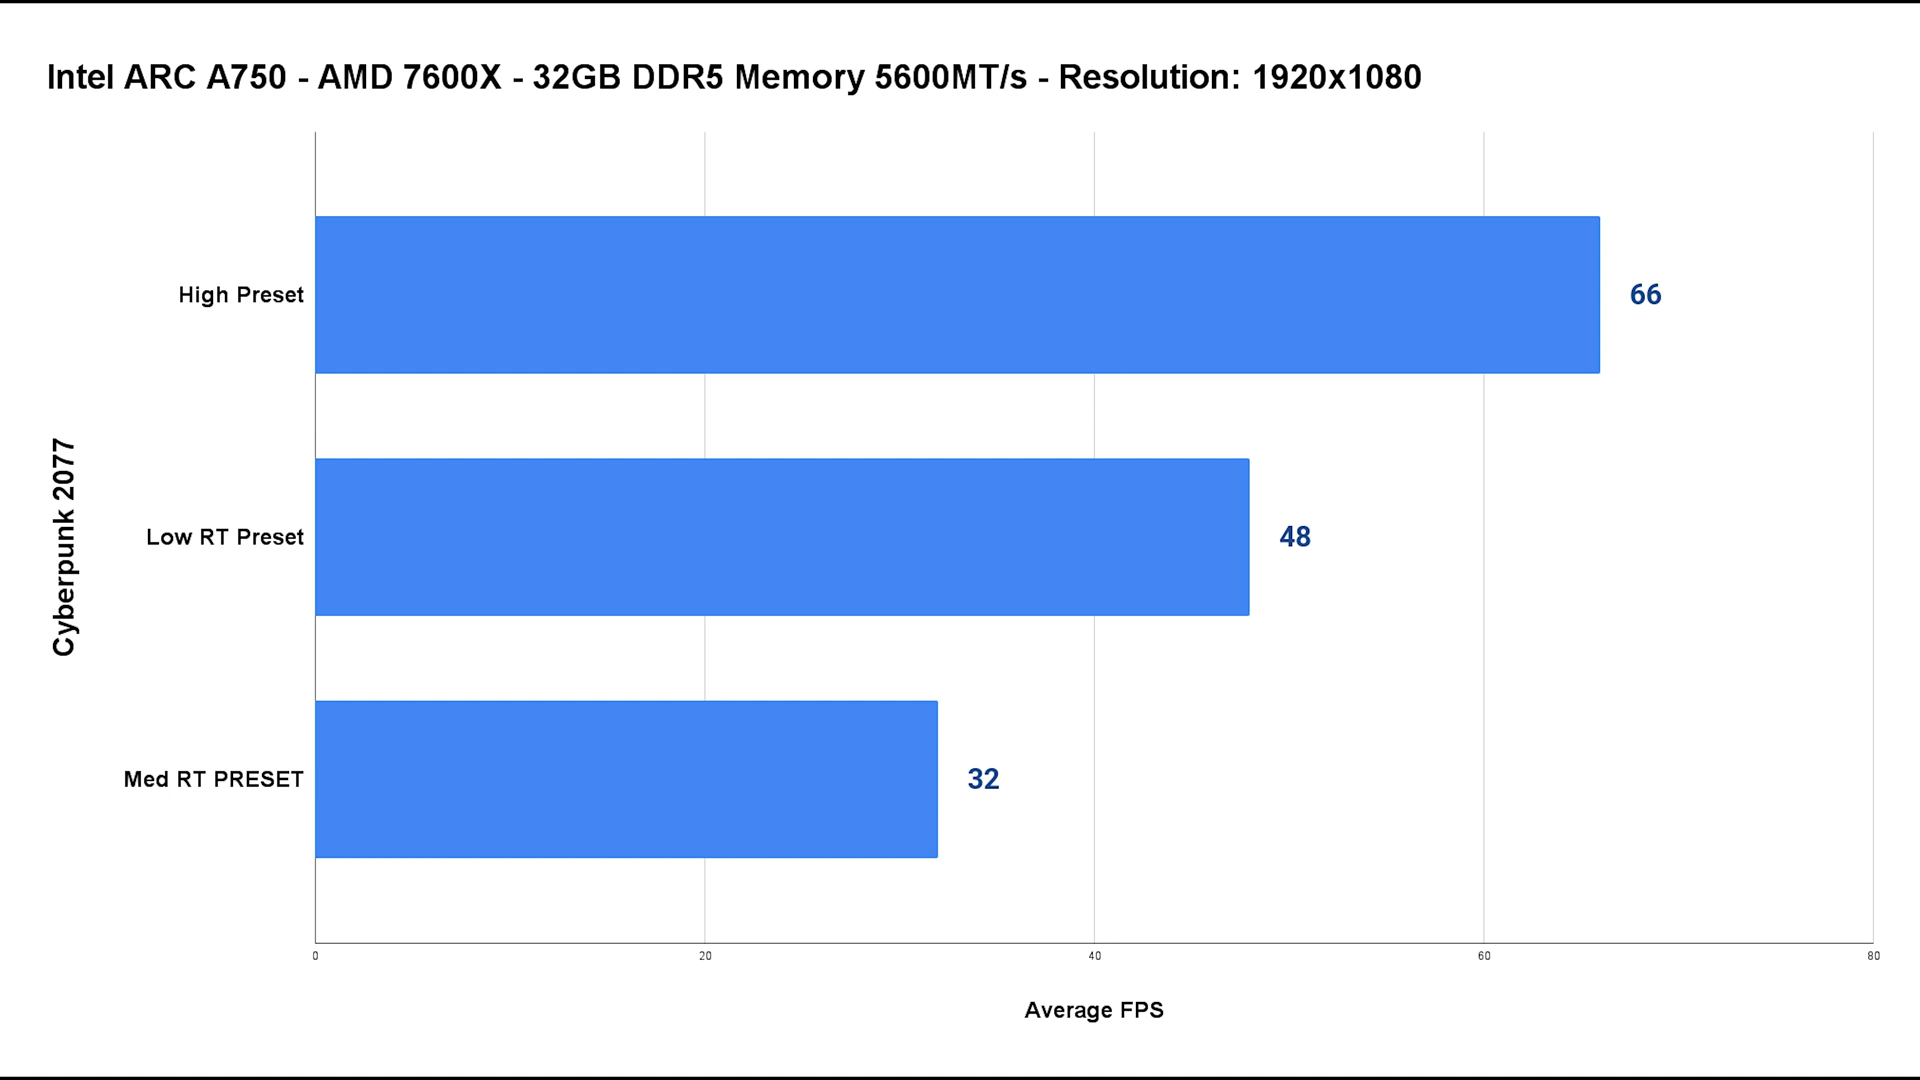 Intel ARC A750 - AMD 7600X - 32GB DDR5 Memory 5600MT/s - Resolution: 1920x1080
Cyberpunk 2077
High Preset
66
Low RT Preset
48
Med RT PRESET
32
0
20
40
60
80
Average FPS